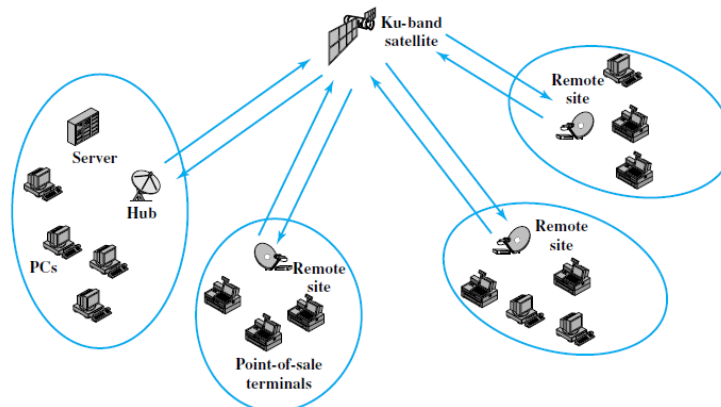 Ku-band
satellite
Remote
site
Server
Hub
PCs
Remote
site
Remote
site
Point-of-sale
terminals